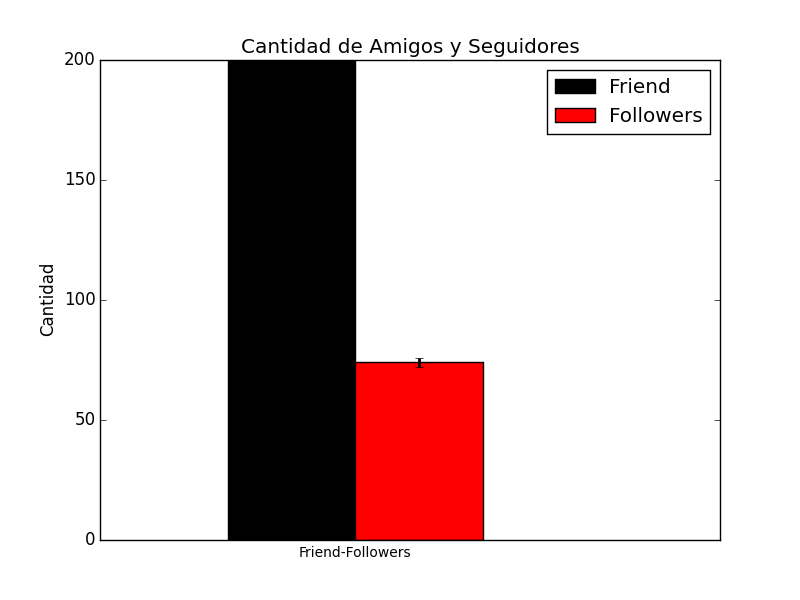 Cantidad de Amigos y Seguidores
200
150
100
50
0
Cantidad
Friend
Followers
Friend-Followers